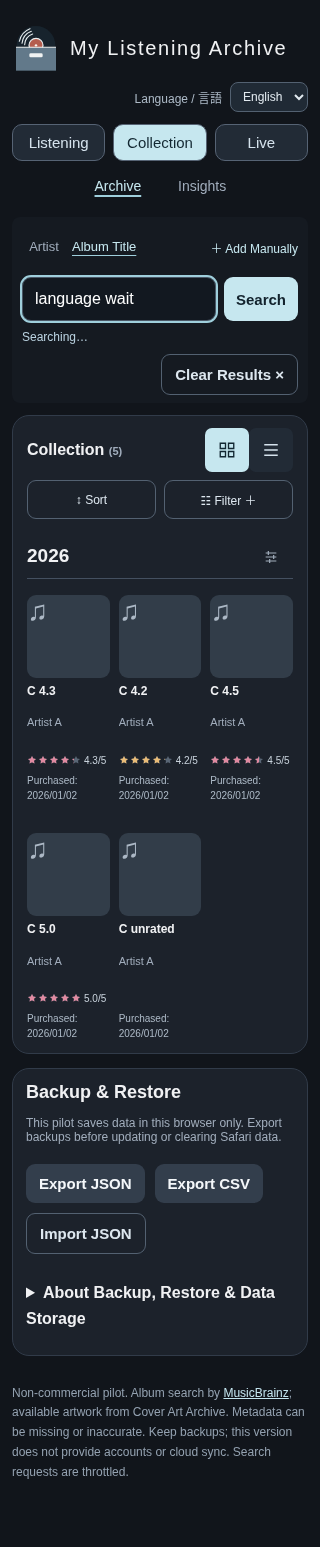 My Listening Archive
Language / 言語 English
Listening Collection Live
Archive Insights
Artist Album Title + Add Manually
language wait Search
Searching…
Clear Results ×
Collection (5)
↕ Sort ☷ Filter +
2026
C 4.3 C 4.2 C 4.5
Artist A Artist A Artist A
★★★★★ 4.3/5 ★★★★★ 4.2/5 ★★★★★ 4.5/5
Purchased: Purchased: Purchased:
2026/01/02 2026/01/02 2026/01/02
C 5.0 C unrated
Artist A Artist A
★★★★★ 5.0/5
Purchased: Purchased:
2026/01/02 2026/01/02
Backup & Restore
This pilot saves data in this browser only. Export
backups before updating or clearing Safari data.
Export JSON Export CSV
Import JSON
▶ About Backup, Restore & Data
Storage
Non-commercial pilot. Album search by MusicBrainz;
available artwork from Cover Art Archive. Metadata can
be missing or inaccurate. Keep backups; this version
does not provide accounts or cloud sync. Search
requests are throttled.